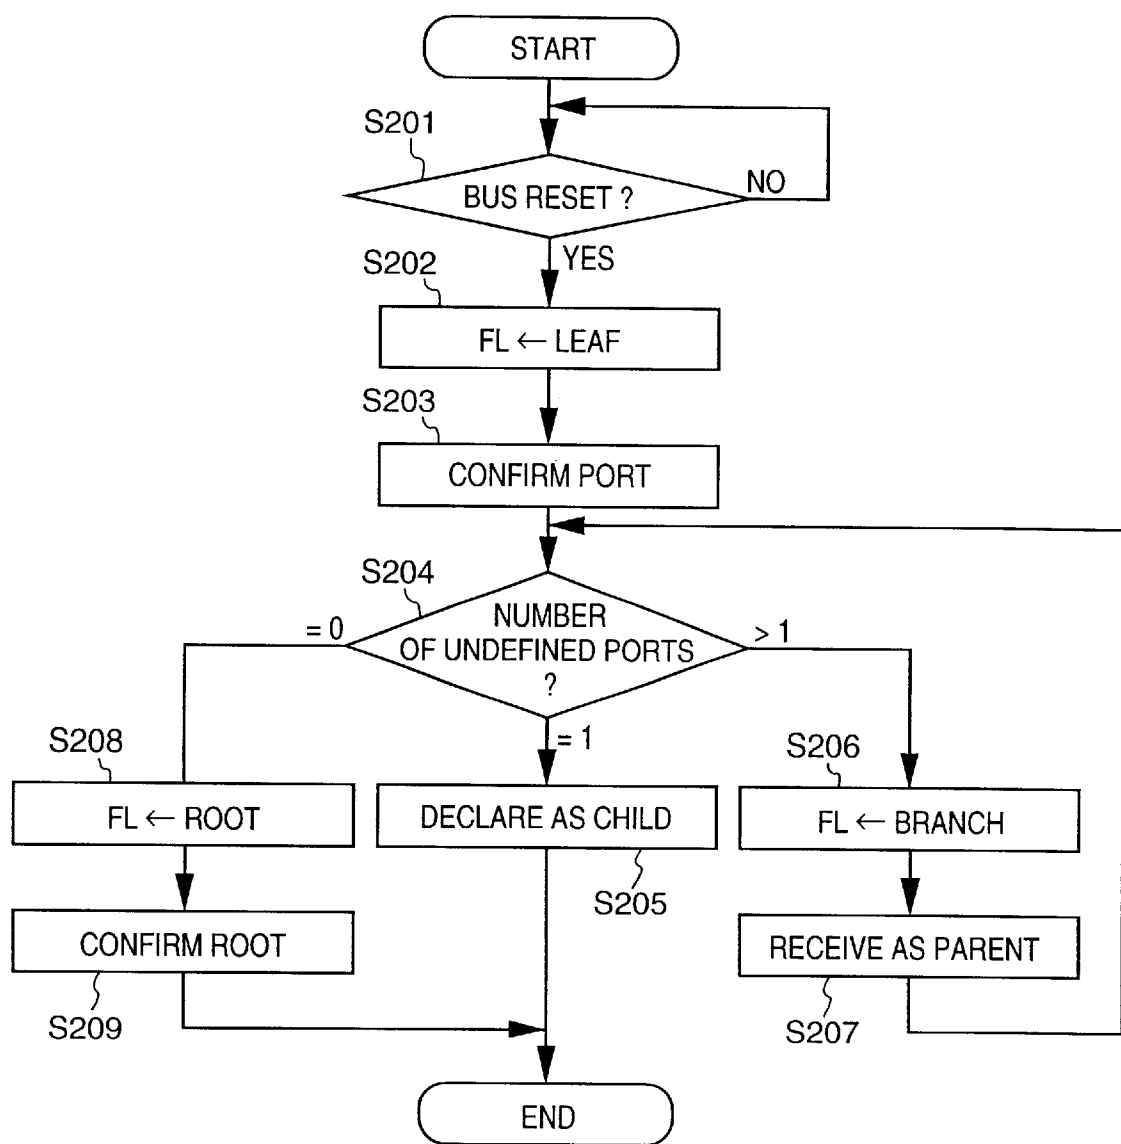 START
S201
BUS RESET ?
NO
YES
S202
FL ← LEAF
S203
CONFIRM PORT
S204
NUMBER
OF UNDEFINED PORTS
?
= 0
> 1
= 1
S208
FL ← ROOT
DECLARE AS CHILD
S205
S206
FL ← BRANCH
CONFIRM ROOT
S209
RECEIVE AS PARENT
S207
END